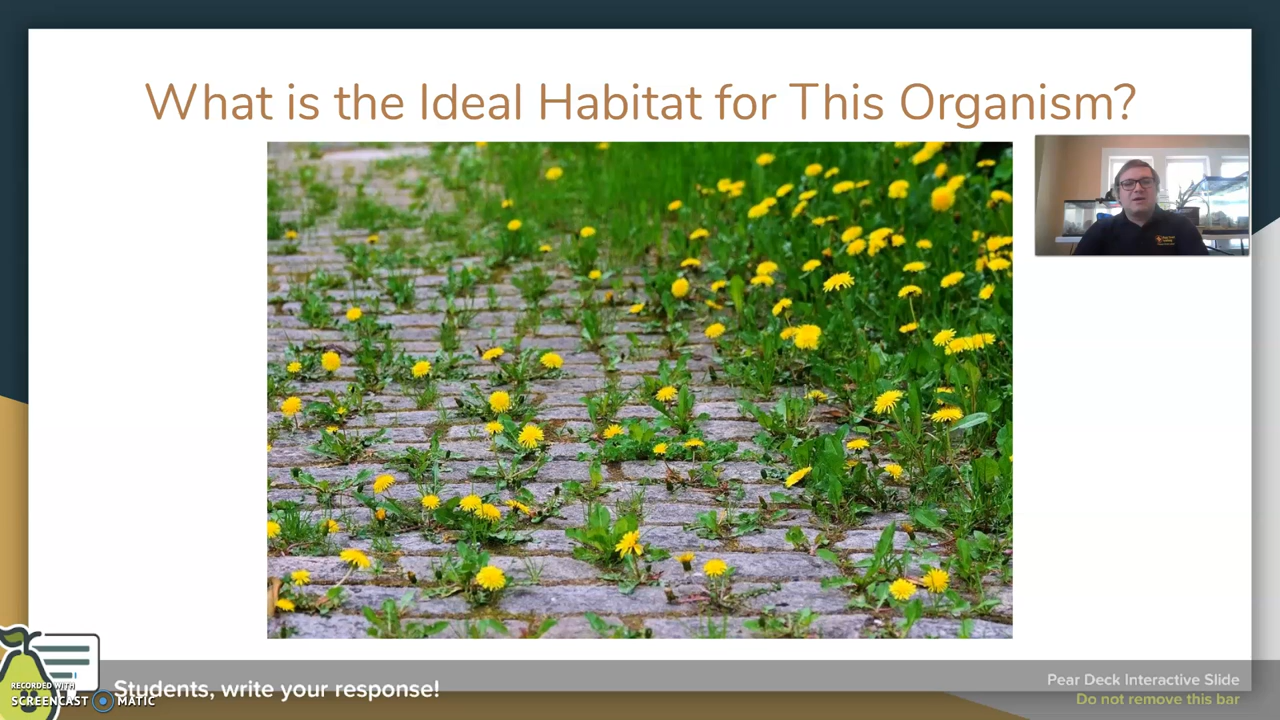 What is the Ideal Habitat for This Organism?
Students, write your response!
Pear Deck Interactive Slide
Do not remove this bar
RECORDED WITH
SCREENCAST MATIC